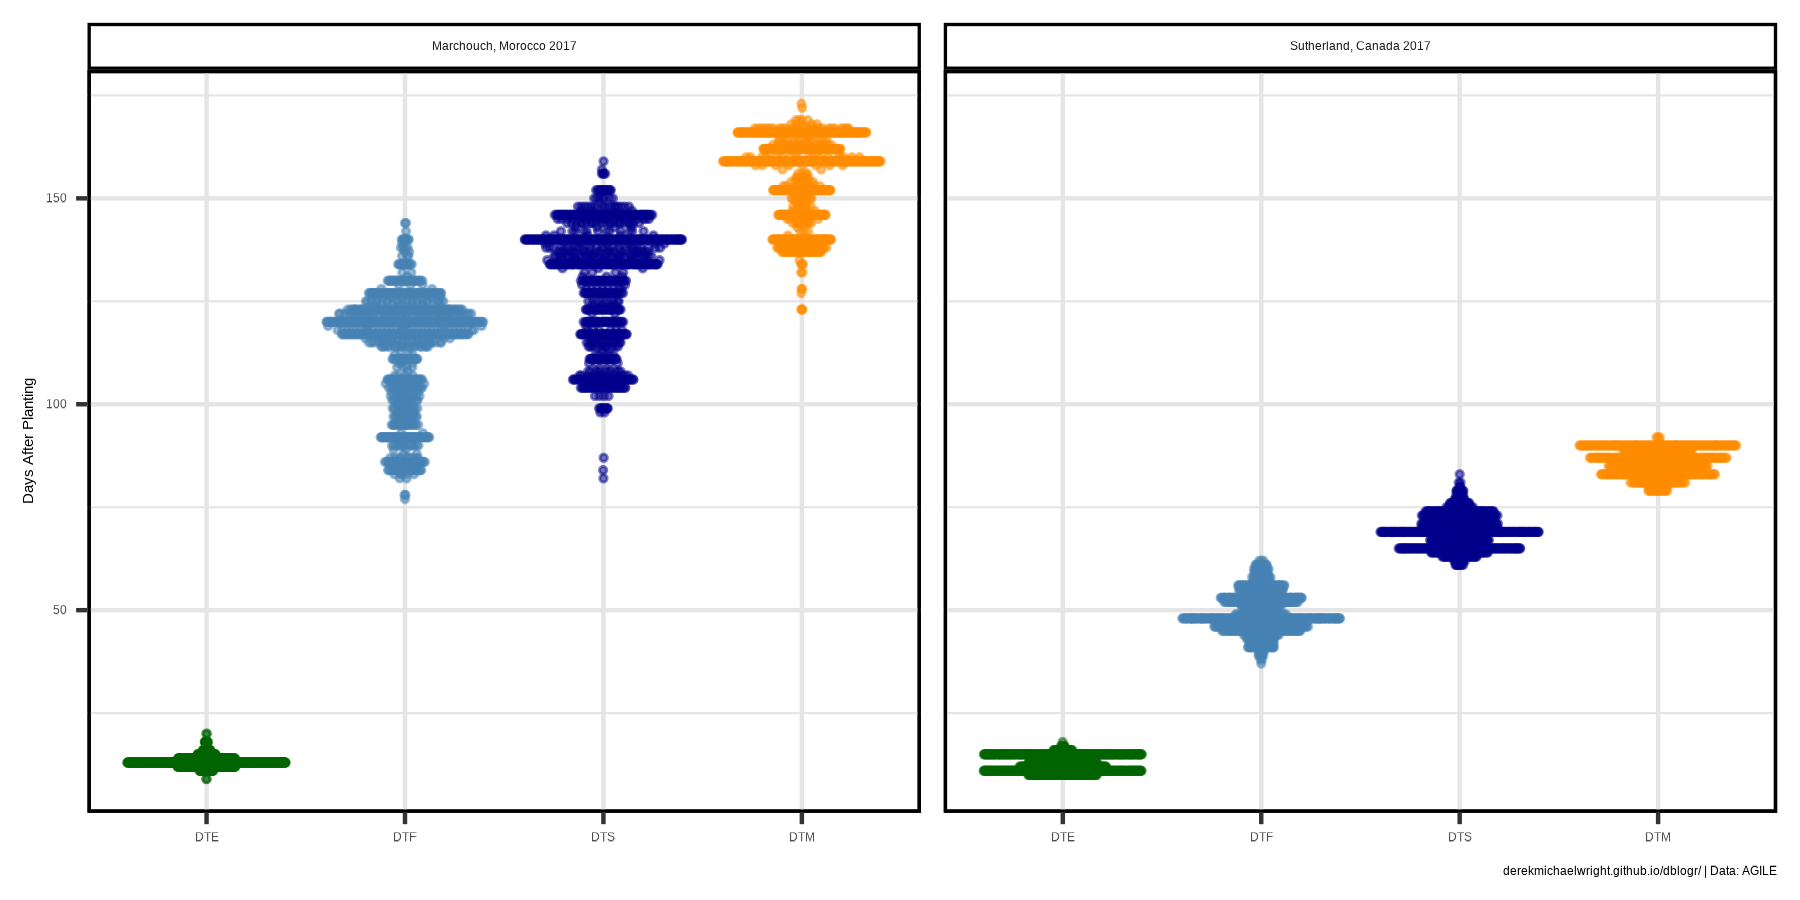 Marchouch, Morocco 2017
Sutherland, Canada 2017
Days After Planting
150
100
50
DTE DTF DTS DTM
DTE DTF DTS DTM
derekmichaelwright.github.io/dblogr/ | Data: AGILE